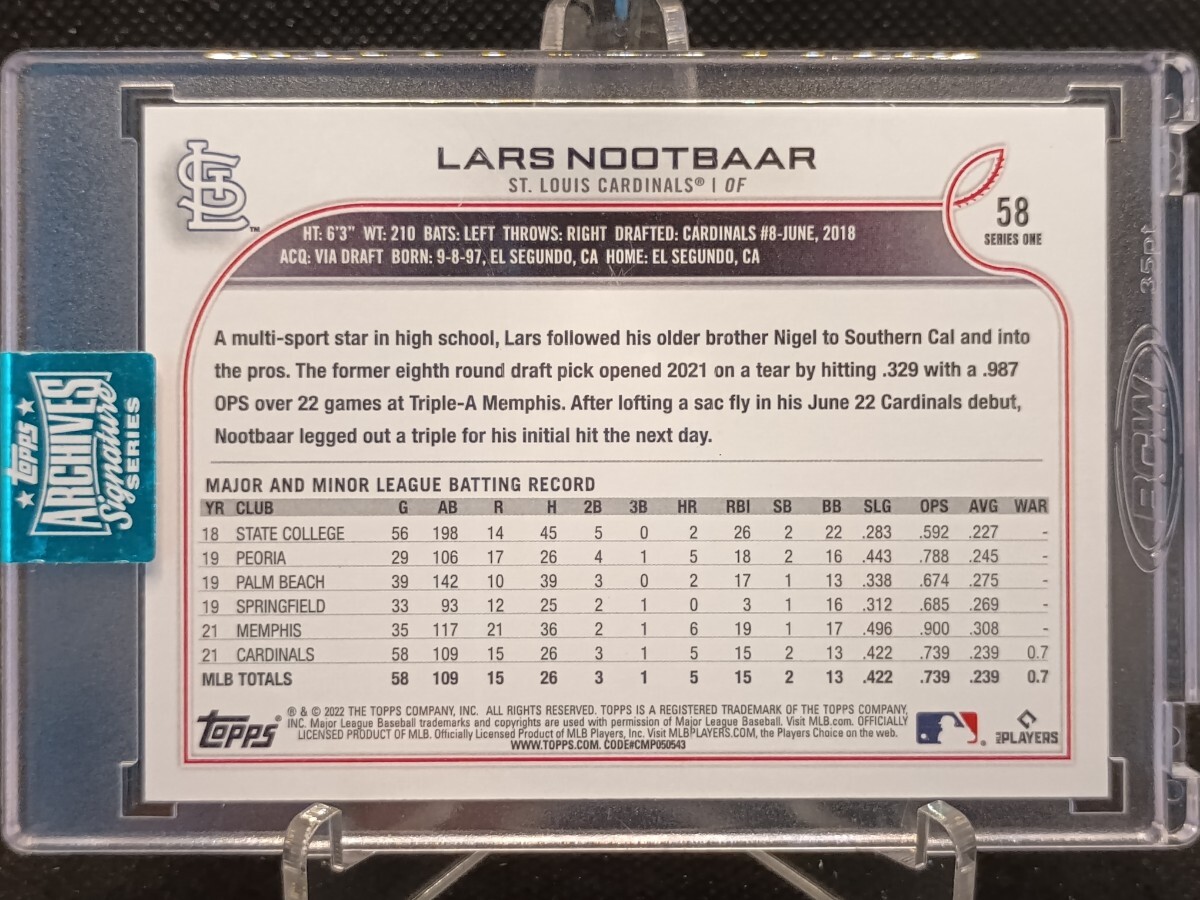 LARS NOOTBAAR
ST. LOUIS CARDINALS® | OF
STL™
58
SERIES ONE
HT: 6'3" WT: 210 BATS: LEFT THROWS: RIGHT DRAFTED: CARDINALS #8-JUNE, 2018
ACQ: VIA DRAFT BORN: 9-8-97, EL SEGUNDO, CA HOME: EL SEGUNDO, CA
A multi-sport star in high school, Lars followed his older brother Nigel to Southern Cal and into
the pros. The former eighth round draft pick opened 2021 on a tear by hitting .329 with a .987
OPS over 22 games at Triple-A Memphis. After lofting a sac fly in his June 22 Cardinals debut,
Nootbaar legged out a triple for his initial hit the next day.
MAJOR AND MINOR LEAGUE BATTING RECORD
YR CLUB G AB R H 2B 3B HR RBI SB BB SLG OPS AVG WAR
18 STATE COLLEGE 56 198 14 45 5 0 2 26 2 22 .283 .592 .227 -
19 PEORIA 29 106 17 26 4 1 5 18 2 16 .443 .788 .245 -
19 PALM BEACH 39 142 10 39 3 0 2 17 1 13 .338 .674 .275 -
19 SPRINGFIELD 33 93 12 25 2 1 0 3 1 16 .312 .685 .269 -
21 MEMPHIS 35 117 21 36 2 1 6 19 1 17 .496 .900 .308 -
21 CARDINALS 58 109 15 26 3 1 5 15 2 13 .422 .739 .239 0.7
MLB TOTALS 58 109 15 26 3 1 5 15 2 13 .422 .739 .239 0.7
Topps®
® & © 2022 THE TOPPS COMPANY, INC. ALL RIGHTS RESERVED. TOPPS IS A REGISTERED TRADEMARK OF THE TOPPS COMPANY,
INC. Major League Baseball trademarks and copyrights are used with permission of Major League Baseball. Visit MLB.com. OFFICIALLY
LICENSED PRODUCT OF MLB. Officially Licensed Product of MLB Players, Inc. Visit MLBPLAYERS.COM, the Players Choice on the web.
WWW.TOPPS.COM. CODE#CMP050543
MLB PLAYERS
Topps
ARCHIVES
Signature
SERIES
35pt
BCW